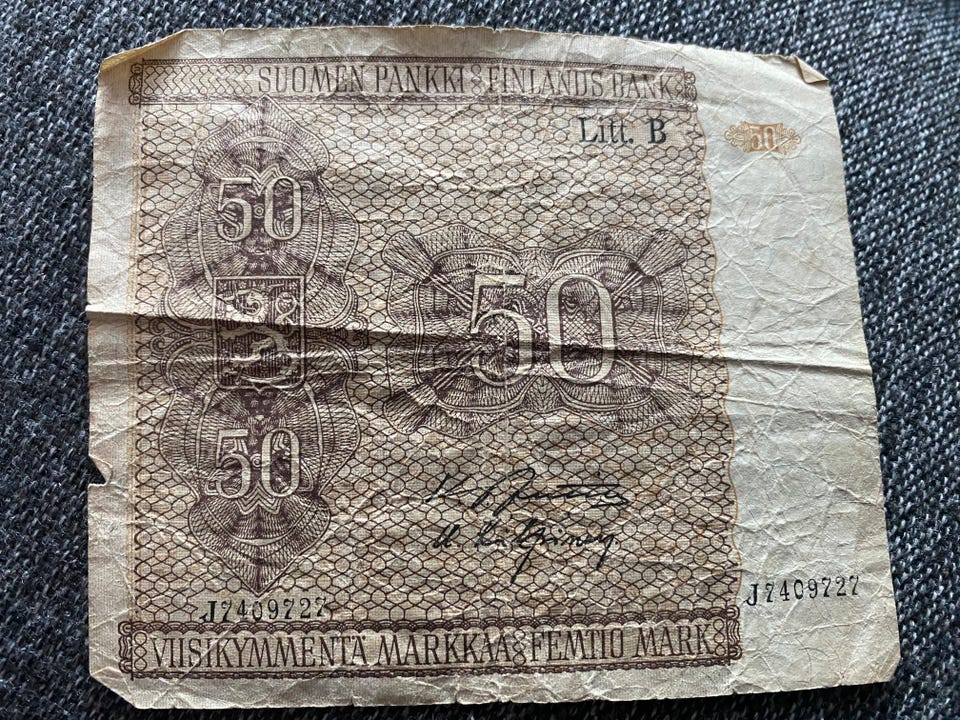 SUOMEN PANKKI FINLANDS BANK
Litt. B
50
50
50
50
J7409727
J7409727
VIISIKYMMENTÄ MARKKAA FEMTIO MARK